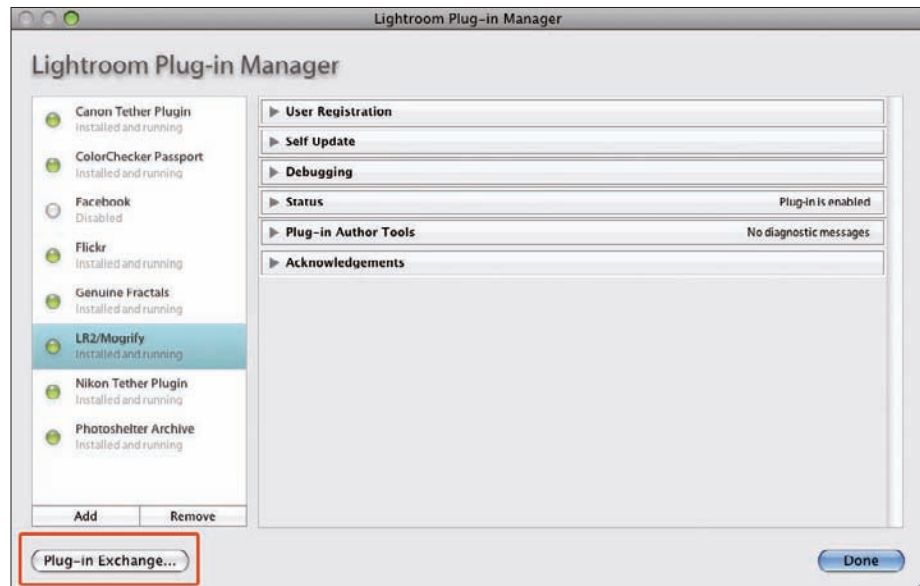 Lightroom Plug-in Manager
Lightroom Plug-in Manager
Canon Tether Plugin
Installed and running
ColorChecker Passport
Installed and running
Facebook
Disabled
Flickr
Installed and running
Genuine Fractals
Installed and running
LR2/Mogrify
Installed and running
Nikon Tether Plugin
Installed and running
Photoshelter Archive
Installed and running
Add Remove
User Registration
Self Update
Debugging
Status Plug-in is enabled
Plug-in Author Tools No diagnostic messages
Acknowledgements
Plug-in Exchange... Done